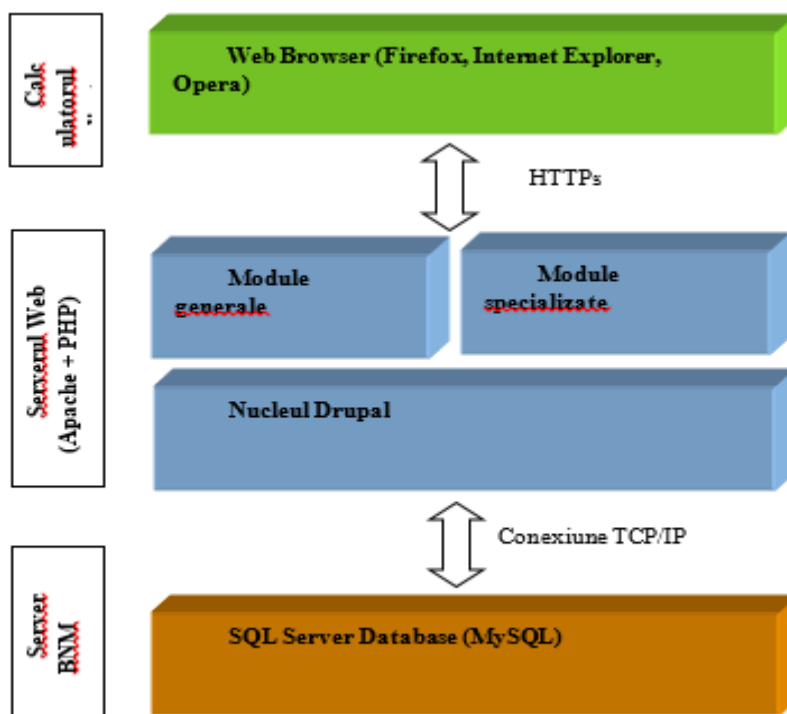 Calc
ulatorul
Web Browser (Firefox, Internet Explorer,
Opera)
HTTPs
Serverul Web
(Apache + PHP)
Module
generale
Module
specializate
Nucleul Drupal
Conexiune TCP/IP
Server
BNM
SQL Server Database (MySQL)